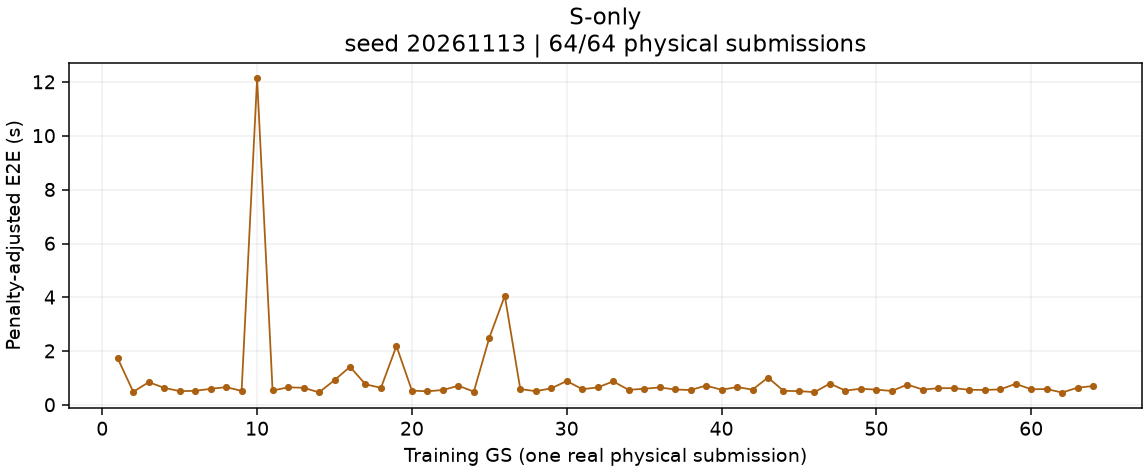 S-only
seed 20261113 | 64/64 physical submissions
Penalty-adjusted E2E (s)
12
10
8
6
4
2
0
0 10 20 30 40 50 60
Training GS (one real physical submission)